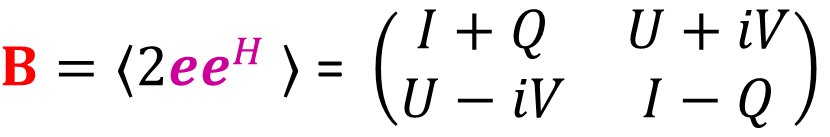 B = ⟨2ee^H ⟩ = ( I + Q U + iV
U − iV I − Q )